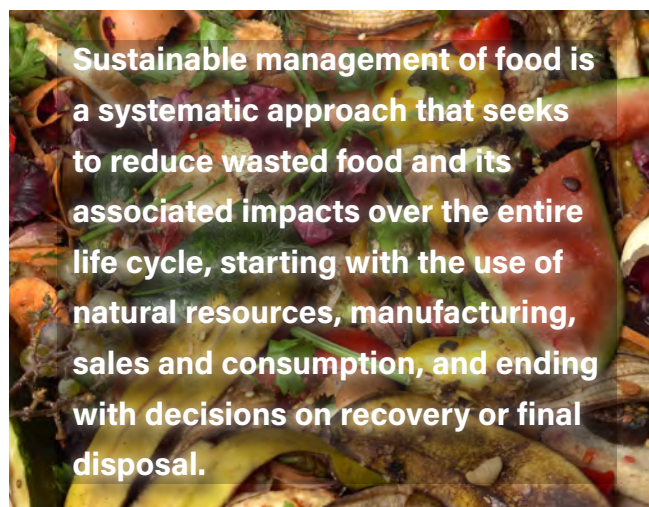 Sustainable management of food is
a systematic approach that seeks
to reduce wasted food and its
associated impacts over the entire
life cycle, starting with the use of
natural resources, manufacturing,
sales and consumption, and ending
with decisions on recovery or final
disposal.